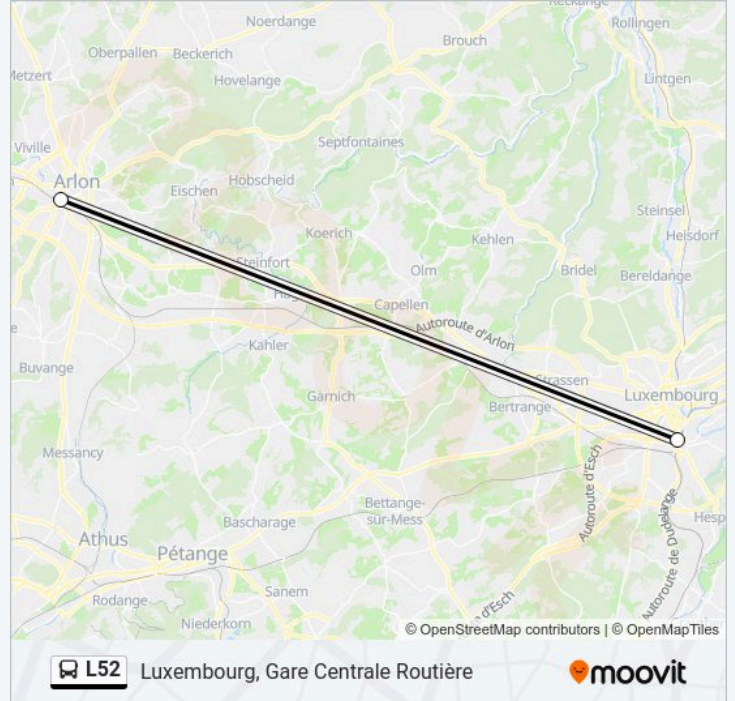 Reckange
Noerdange
Rollingen
Oberpallen
Beckerich
Brouch
Metzert
Hovelange
Lintgen
Septfontaines
Viville
Arlon
Hobscheid
Eischen
Steinsel
Koerich
Kehlen
Heisdorf
Steinfort
Olm
Bridel
Bereldange
Capellen
Autoroute d'Arlon
Kahler
Buvange
Strassen
Garnich
Luxembourg
Bertrange
Messancy
Autoroute d'Esch
Bettange-
sur-Mess
Autoroute de Dudelange
Hesp
Bascharage
Athus
Pétange
Sanem
Rodange
d'Esch
Niederkorn
© OpenStreetMap contributors | © OpenMapTiles
L52 Luxembourg, Gare Centrale Routière
moovit